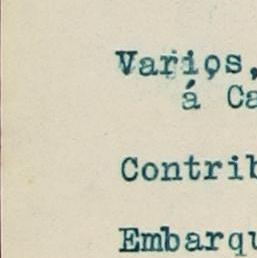 Varios,
á Ca
Contrib
Embarqu